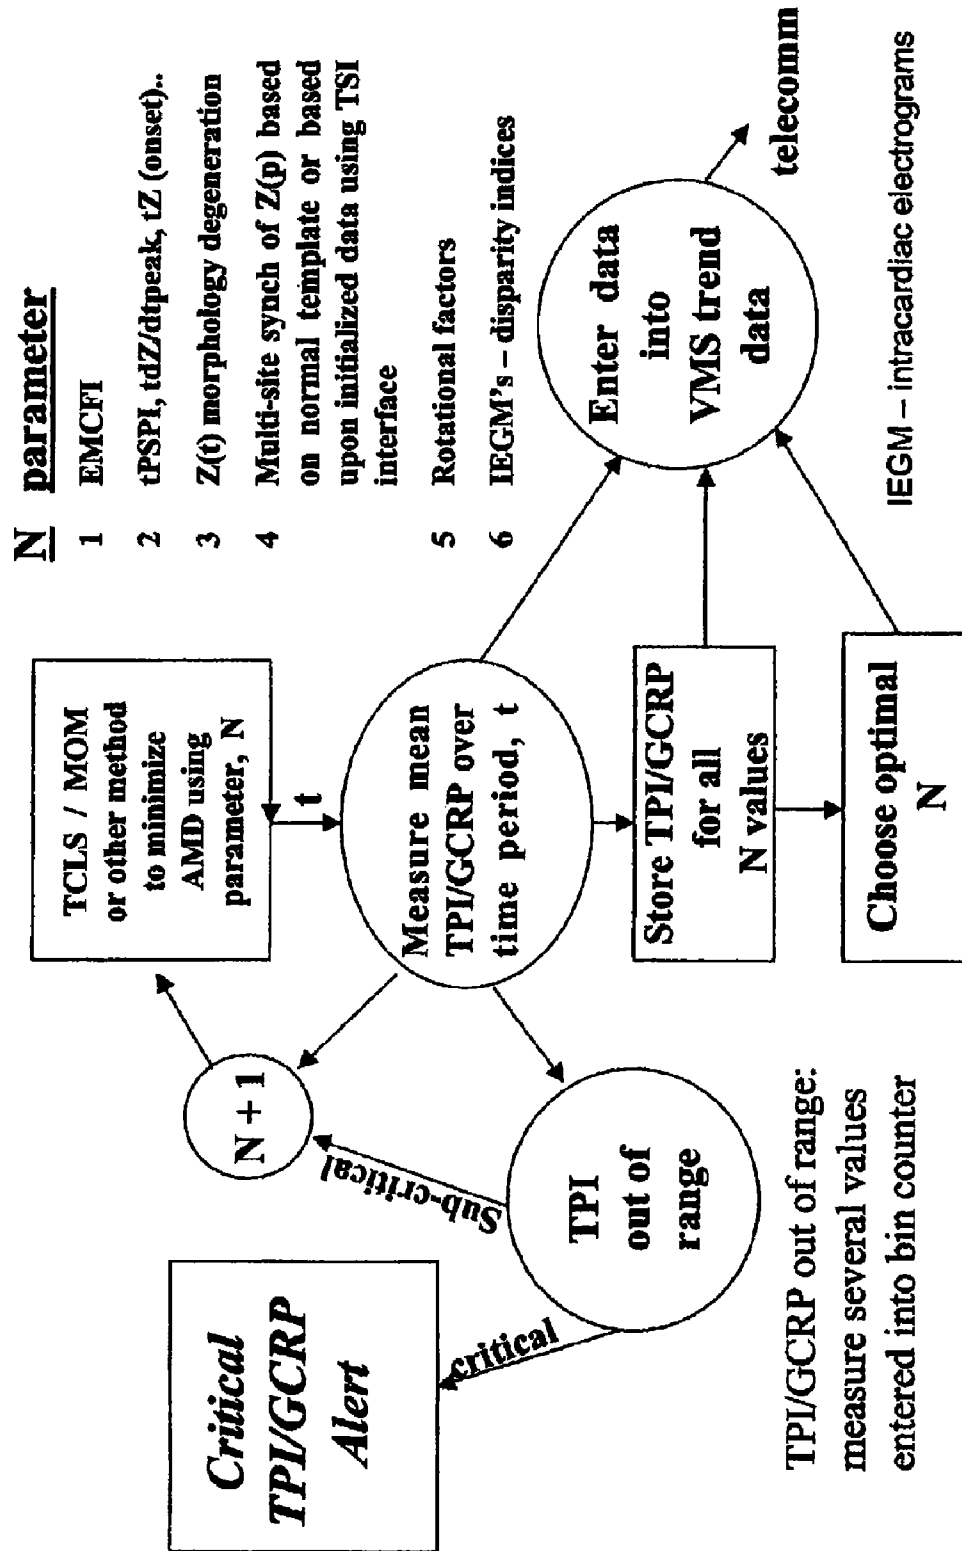 Critical
TPI/GCRP
Alert
critical
Sub-critical
TPI
out of
range
TPI/GCRP out of range:
measure several values
entered into bin counter
N + 1
TCLS / MOM
or other method
to minimize
AMD using
parameter, N
t
Measure mean
TPI/GCRP over
time period, t
Store TPI/GCRP
for all
N values
Choose optimal
N
N parameter
1 EMCFI
2 tPSPI, tdZ/dtpeak, tZ (onset)..
3 Z(t) morphology degeneration
4 Multi-site synch of Z(p) based
on normal template or based
upon initialized data using TSI
interface
5 Rotational factors
6 IEGM's – disparity indices
Enter data
into
VMS trend
data
telecomm
IEGM – intracardiac electrograms